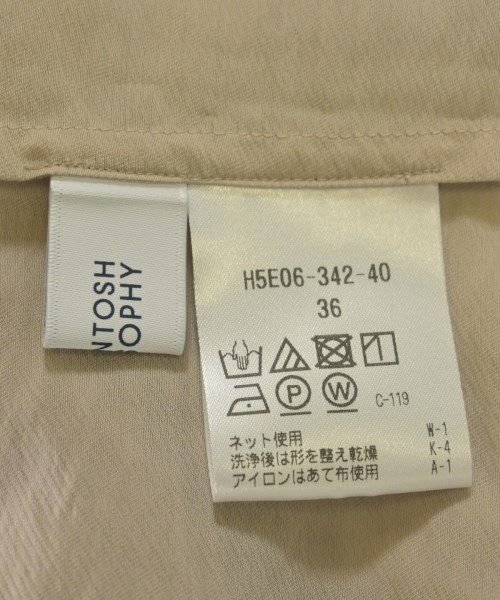 NTOSH
SOPHY
H5E06-342-40
36
P W C-119
ネット使用
洗浄後は形を整え乾燥
アイロンはあて布使用
W-1
K-4
A-1